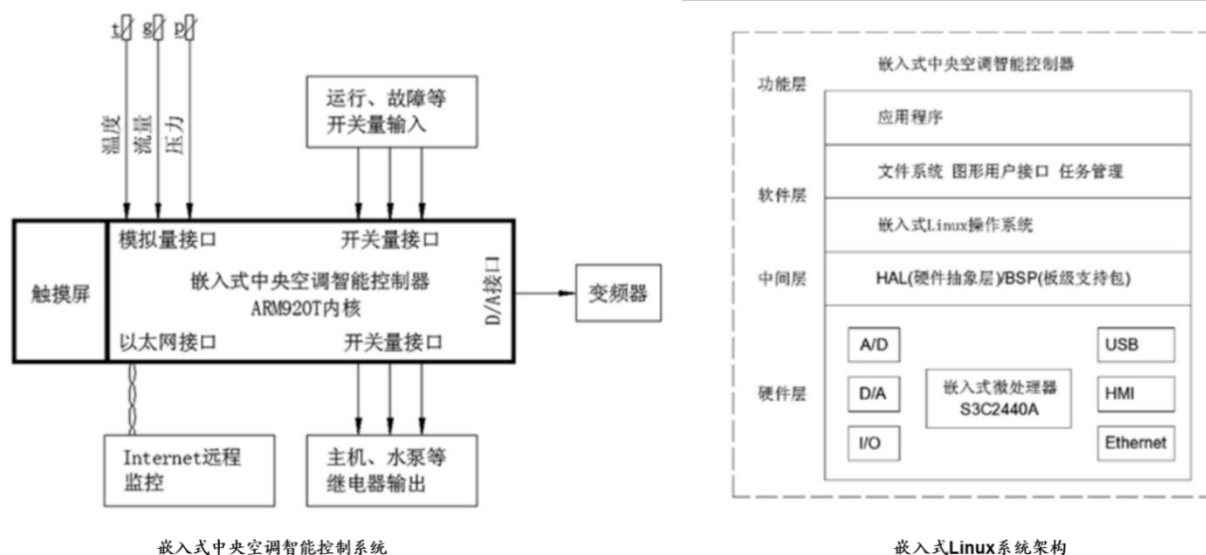 t g p
温度
流量
压力
运行、故障等
开关量输入
触摸屏
模拟量接口
开关量接口
嵌入式中央空调智能控制器
ARM920T内核
D/A接口
变频器
以太网接口
开关量接口
Internet远程
监控
主机、水泵等
继电器输出
嵌入式中央空调智能控制系统
功能层
嵌入式中央空调智能控制器
应用程序
软件层
文件系统 图形用户接口 任务管理
嵌入式Linux操作系统
中间层
HAL(硬件抽象层)/BSP(板级支持包)
硬件层
A/D
D/A
I/O
嵌入式微处理器
S3C2440A
USB
HMI
Ethernet
嵌入式Linux系统架构